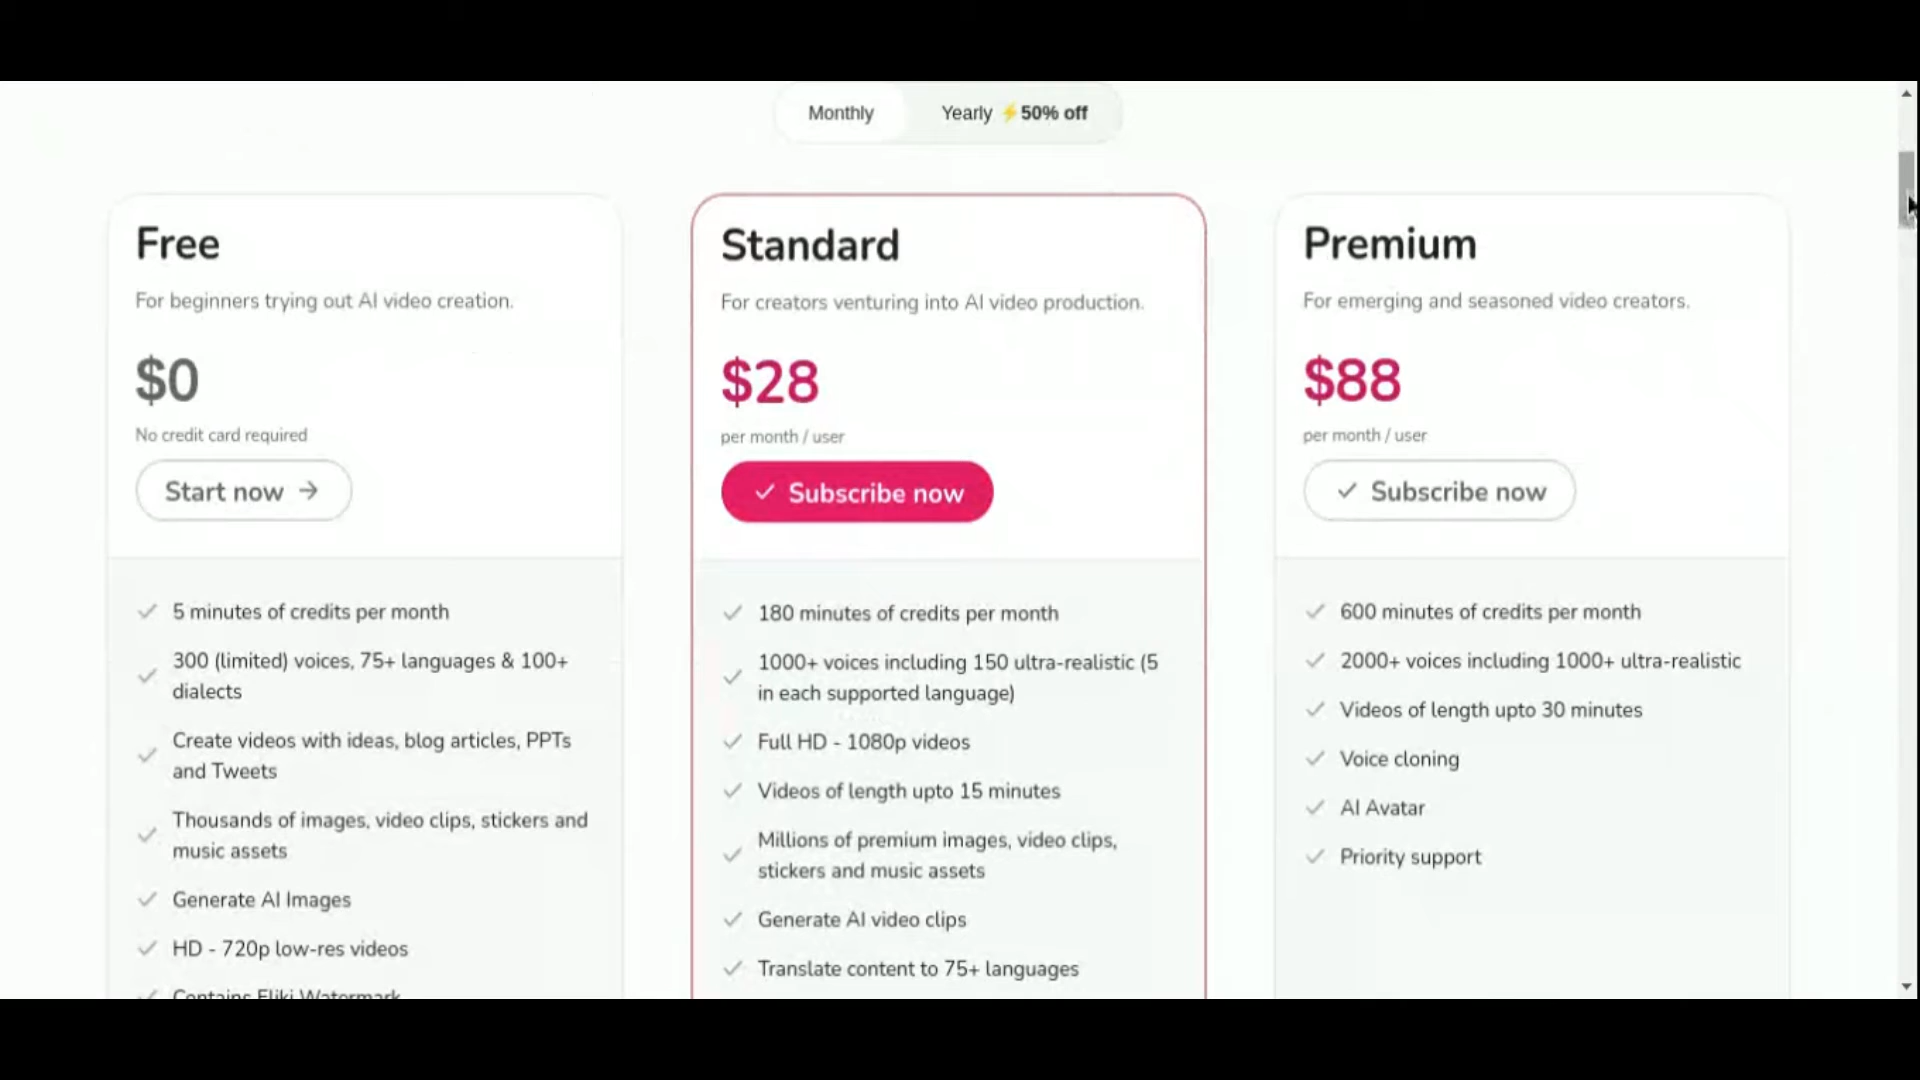 Monthly
Yearly ⚡50% off
Free
For beginners trying out AI video creation.
$0
No credit card required
Start now →
✓ 5 minutes of credits per month
✓ 300 (limited) voices, 75+ languages & 100+
dialects
✓ Create videos with ideas, blog articles, PPTs
and Tweets
✓ Thousands of images, video clips, stickers and
music assets
✓ Generate AI Images
✓ HD - 720p low-res videos
✓ Contains Fliki Watermark
Standard
For creators venturing into AI video production.
$28
per month / user
✓ Subscribe now
✓ 180 minutes of credits per month
✓ 1000+ voices including 150 ultra-realistic (5
in each supported language)
✓ Full HD - 1080p videos
✓ Videos of length upto 15 minutes
✓ Millions of premium images, video clips,
stickers and music assets
✓ Generate AI video clips
✓ Translate content to 75+ languages
Premium
For emerging and seasoned video creators.
$88
per month / user
✓ Subscribe now
✓ 600 minutes of credits per month
✓ 2000+ voices including 1000+ ultra-realistic
✓ Videos of length upto 30 minutes
✓ Voice cloning
✓ AI Avatar
✓ Priority support